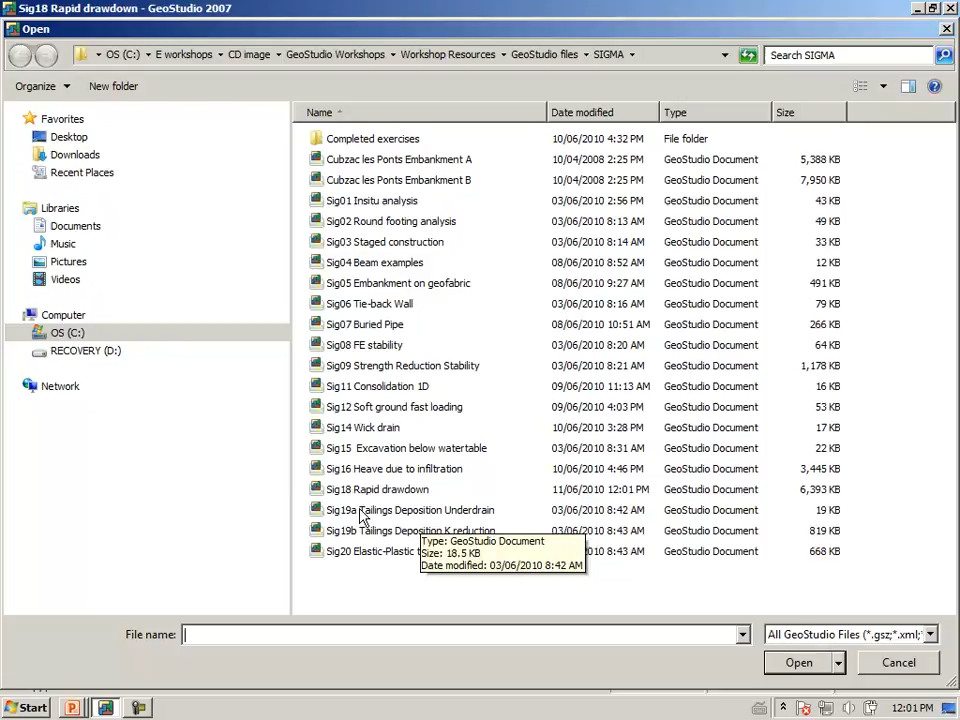 Sig18 Rapid drawdown - GeoStudio 2007
Open
OS (C:) E workshops CD image GeoStudio Workshops Workshop Resources GeoStudio files SIGMA Search SIGMA
Organize New folder
Favorites
Desktop
Downloads
Recent Places
Libraries
Documents
Music
Pictures
Videos
Computer
OS (C:)
RECOVERY (D:)
Network
Name Date modified Type Size
Completed exercises 10/06/2010 4:32 PM File folder
Cubzac les Ponts Embankment A 10/04/2008 2:25 PM GeoStudio Document 5,388 KB
Cubzac les Ponts Embankment B 10/04/2008 2:25 PM GeoStudio Document 7,950 KB
Sig01 Insitu analysis 03/06/2010 2:56 PM GeoStudio Document 43 KB
Sig02 Round footing analysis 03/06/2010 8:13 AM GeoStudio Document 49 KB
Sig03 Staged construction 03/06/2010 8:14 AM GeoStudio Document 33 KB
Sig04 Beam examples 08/06/2010 8:52 AM GeoStudio Document 12 KB
Sig05 Embankment on geofabric 08/06/2010 9:27 AM GeoStudio Document 491 KB
Sig06 Tie-back Wall 03/06/2010 8:16 AM GeoStudio Document 79 KB
Sig07 Buried Pipe 08/06/2010 10:51 AM GeoStudio Document 266 KB
Sig08 FE stability 03/06/2010 8:20 AM GeoStudio Document 64 KB
Sig09 Strength Reduction Stability 03/06/2010 8:21 AM GeoStudio Document 1,178 KB
Sig11 Consolidation 1D 09/06/2010 11:13 AM GeoStudio Document 16 KB
Sig12 Soft ground fast loading 09/06/2010 4:03 PM GeoStudio Document 53 KB
Sig14 Wick drain 10/06/2010 3:28 PM GeoStudio Document 17 KB
Sig15 Excavation below watertable 03/06/2010 8:31 AM GeoStudio Document 22 KB
Sig16 Heave due to infiltration 10/06/2010 4:46 PM GeoStudio Document 3,445 KB
Sig18 Rapid drawdown 11/06/2010 12:01 PM GeoStudio Document 6,393 KB
Sig19a Tailings Deposition Underdrain 03/06/2010 8:42 AM GeoStudio Document 19 KB
Sig19b Tailings Deposition K reduction 03/06/2010 8:43 AM GeoStudio Document 819 KB
Sig20 Elastic-Plastic 10 8:43 AM GeoStudio Document 668 KB
Type: GeoStudio Document
Size: 18.5 KB
Date modified: 03/06/2010 8:42 AM
File name: All GeoStudio Files (*.gsz;*.xml;
Open Cancel
Start 12:01 PM